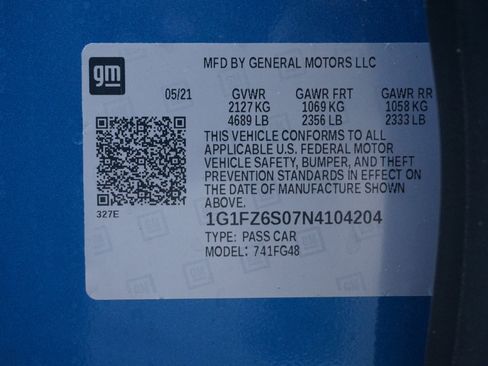 gm
MFD BY GENERAL MOTORS LLC
05/21 GVWR GAWR FRT GAWR RR
2127 KG 1069 KG 1058 KG
4689 LB 2356 LB 2333 LB
THIS VEHICLE CONFORMS TO ALL
APPLICABLE U.S. FEDERAL MOTOR
VEHICLE SAFETY, BUMPER, AND THEFT
PREVENTION STANDARDS IN EFFECT ON
THE DATE OF MANUFACTURE SHOWN
ABOVE.
327E
1G1FZ6S07N4104204
TYPE: PASS CAR
MODEL: 741FG48